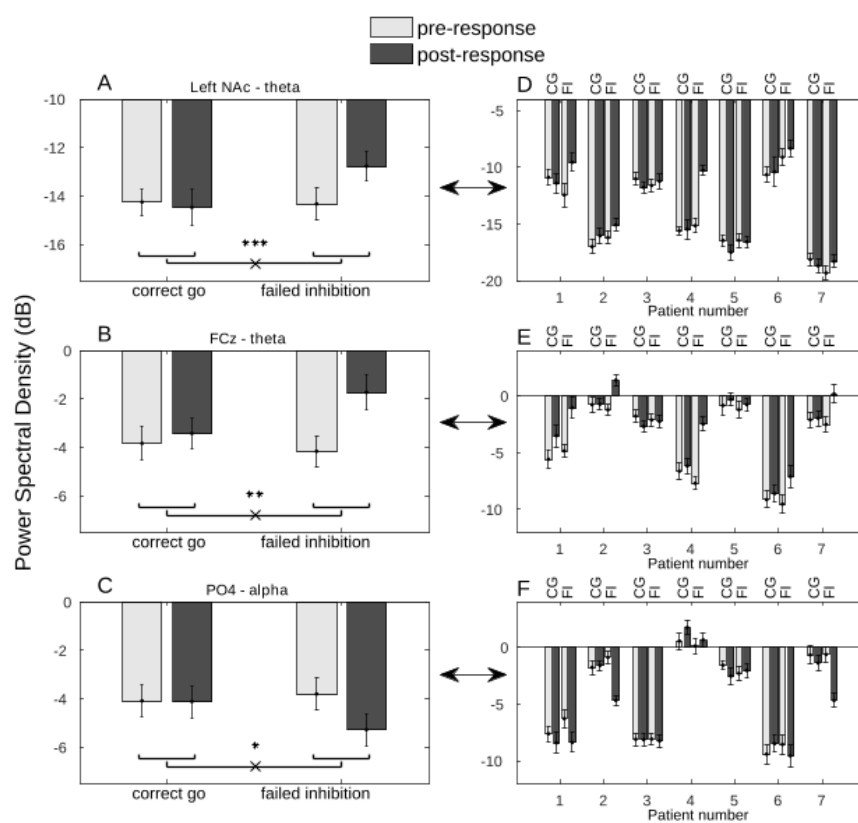 pre-response
post-response
Power Spectral Density (dB)
A
Left NAc - theta
-10
-12
-14
-16
***
correct go
failed inhibition
D
CG FI CG FI CG FI CG FI CG FI CG FI CG FI
-5
-10
-15
-20
1 2 3 4 5 6 7
Patient number
B
FCz - theta
0
-2
-4
-6
**
correct go
failed inhibition
E
CG FI CG FI CG FI CG FI CG FI CG FI CG FI
0
-5
-10
1 2 3 4 5 6 7
Patient number
C
PO4 - alpha
0
-2
-4
-6
*
correct go
failed inhibition
F
CG FI CG FI CG FI CG FI CG FI CG FI CG FI
0
-5
-10
1 2 3 4 5 6 7
Patient number